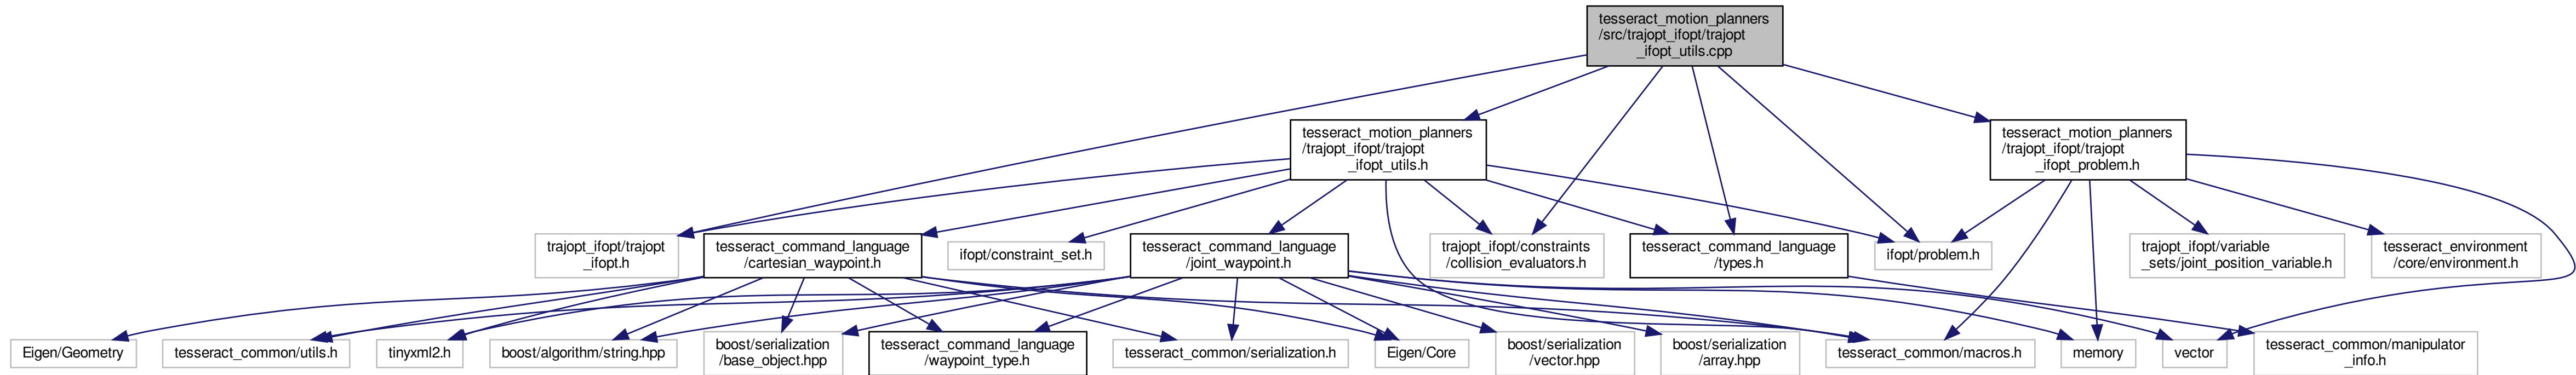 tesseract_motion_planners
/src/trajopt_ifopt/trajopt
_ifopt_utils.cpp
tesseract_motion_planners
/trajopt_ifopt/trajopt
_ifopt_utils.h
tesseract_motion_planners
/trajopt_ifopt/trajopt
_ifopt_problem.h
trajopt_ifopt/trajopt
_ifopt.h
tesseract_command_language
/cartesian_waypoint.h
ifopt/constraint_set.h
tesseract_command_language
/joint_waypoint.h
trajopt_ifopt/constraints
/collision_evaluators.h
tesseract_command_language
/types.h
ifopt/problem.h
trajopt_ifopt/variable
_sets/joint_position_variable.h
tesseract_environment
/core/environment.h
Eigen/Geometry
tesseract_common/utils.h
tinyxml2.h
boost/algorithm/string.hpp
boost/serialization
/base_object.hpp
tesseract_command_language
/waypoint_type.h
tesseract_common/serialization.h
Eigen/Core
boost/serialization
/vector.hpp
boost/serialization
/array.hpp
tesseract_common/macros.h
memory
vector
tesseract_common/manipulator
_info.h